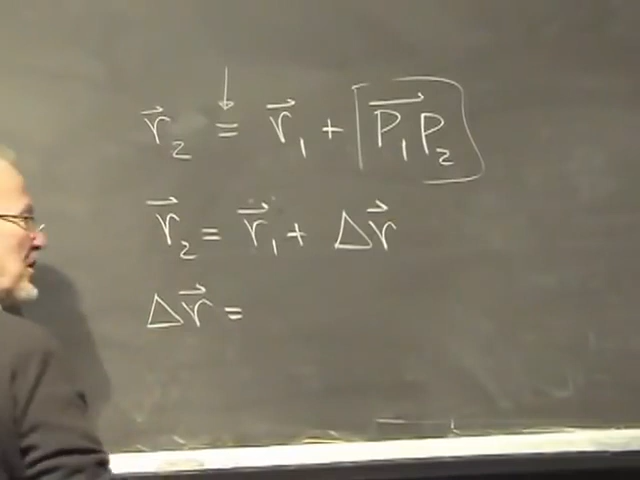 r⃗₂ = r⃗₁ + P₁P₂⃗
r⃗₂ = r⃗₁ + Δr⃗
Δr⃗ =